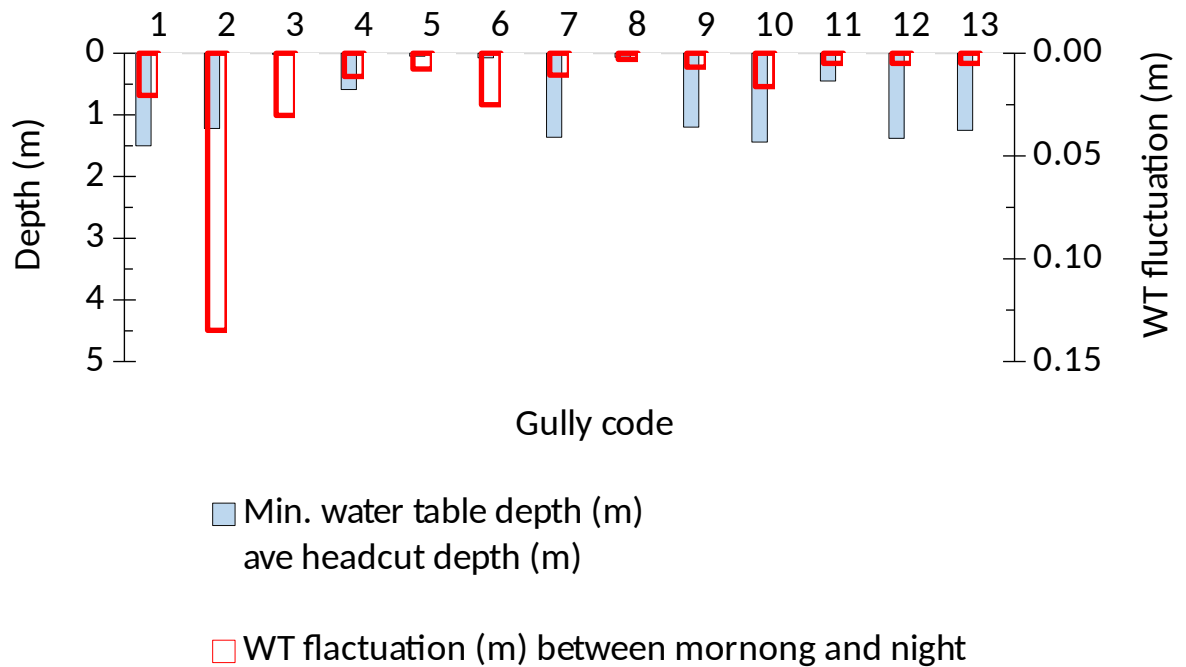 1 2 3 4 5 6 7 8 9 10 11 12 13
0
1
2
3
4
5
Depth (m)
0.00
0.05
0.10
0.15
WT fluctuation (m)
Gully code
Min. water table depth (m)
ave headcut depth (m)
WT flactuation (m) between mornong and night